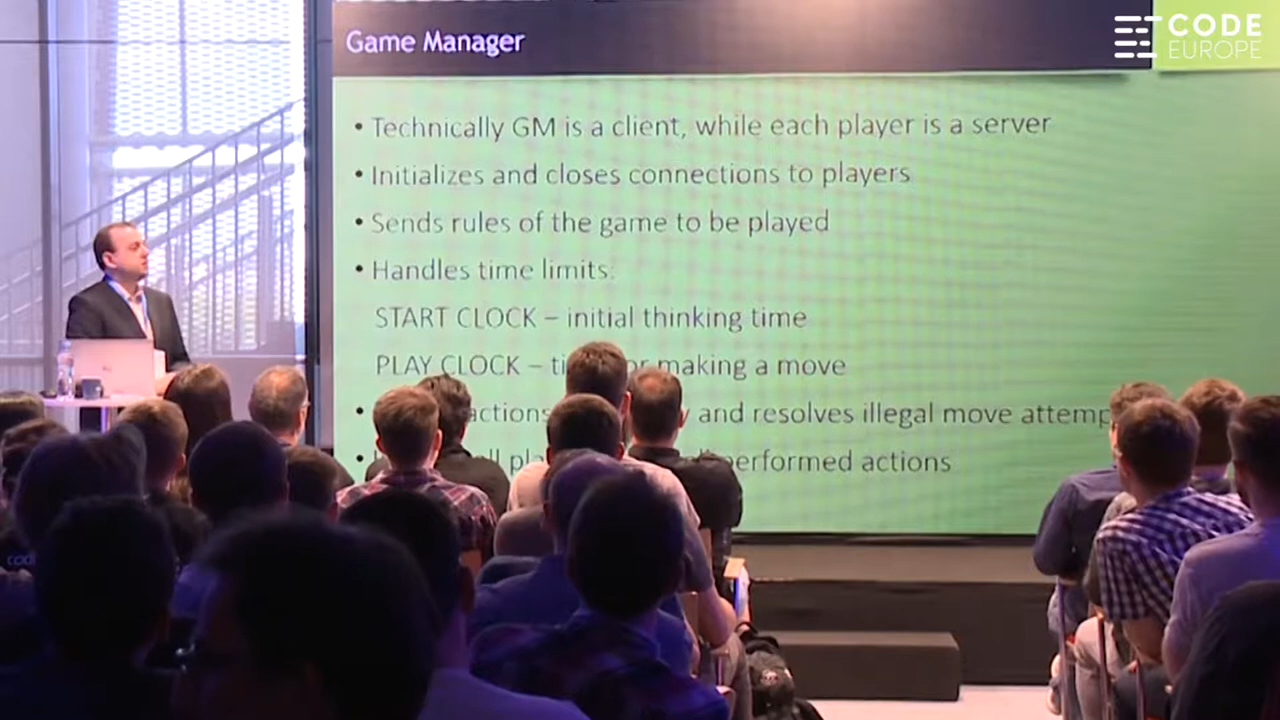 Game Manager
CODE
EUROPE
• Technically GM is a client, while each player is a server
• Initializes and closes connections to players
• Sends rules of the game to be played
• Handles time limits:
START CLOCK – initial thinking time
PLAY CLOCK – making a move
• actions and resolves illegal move
• performed actions